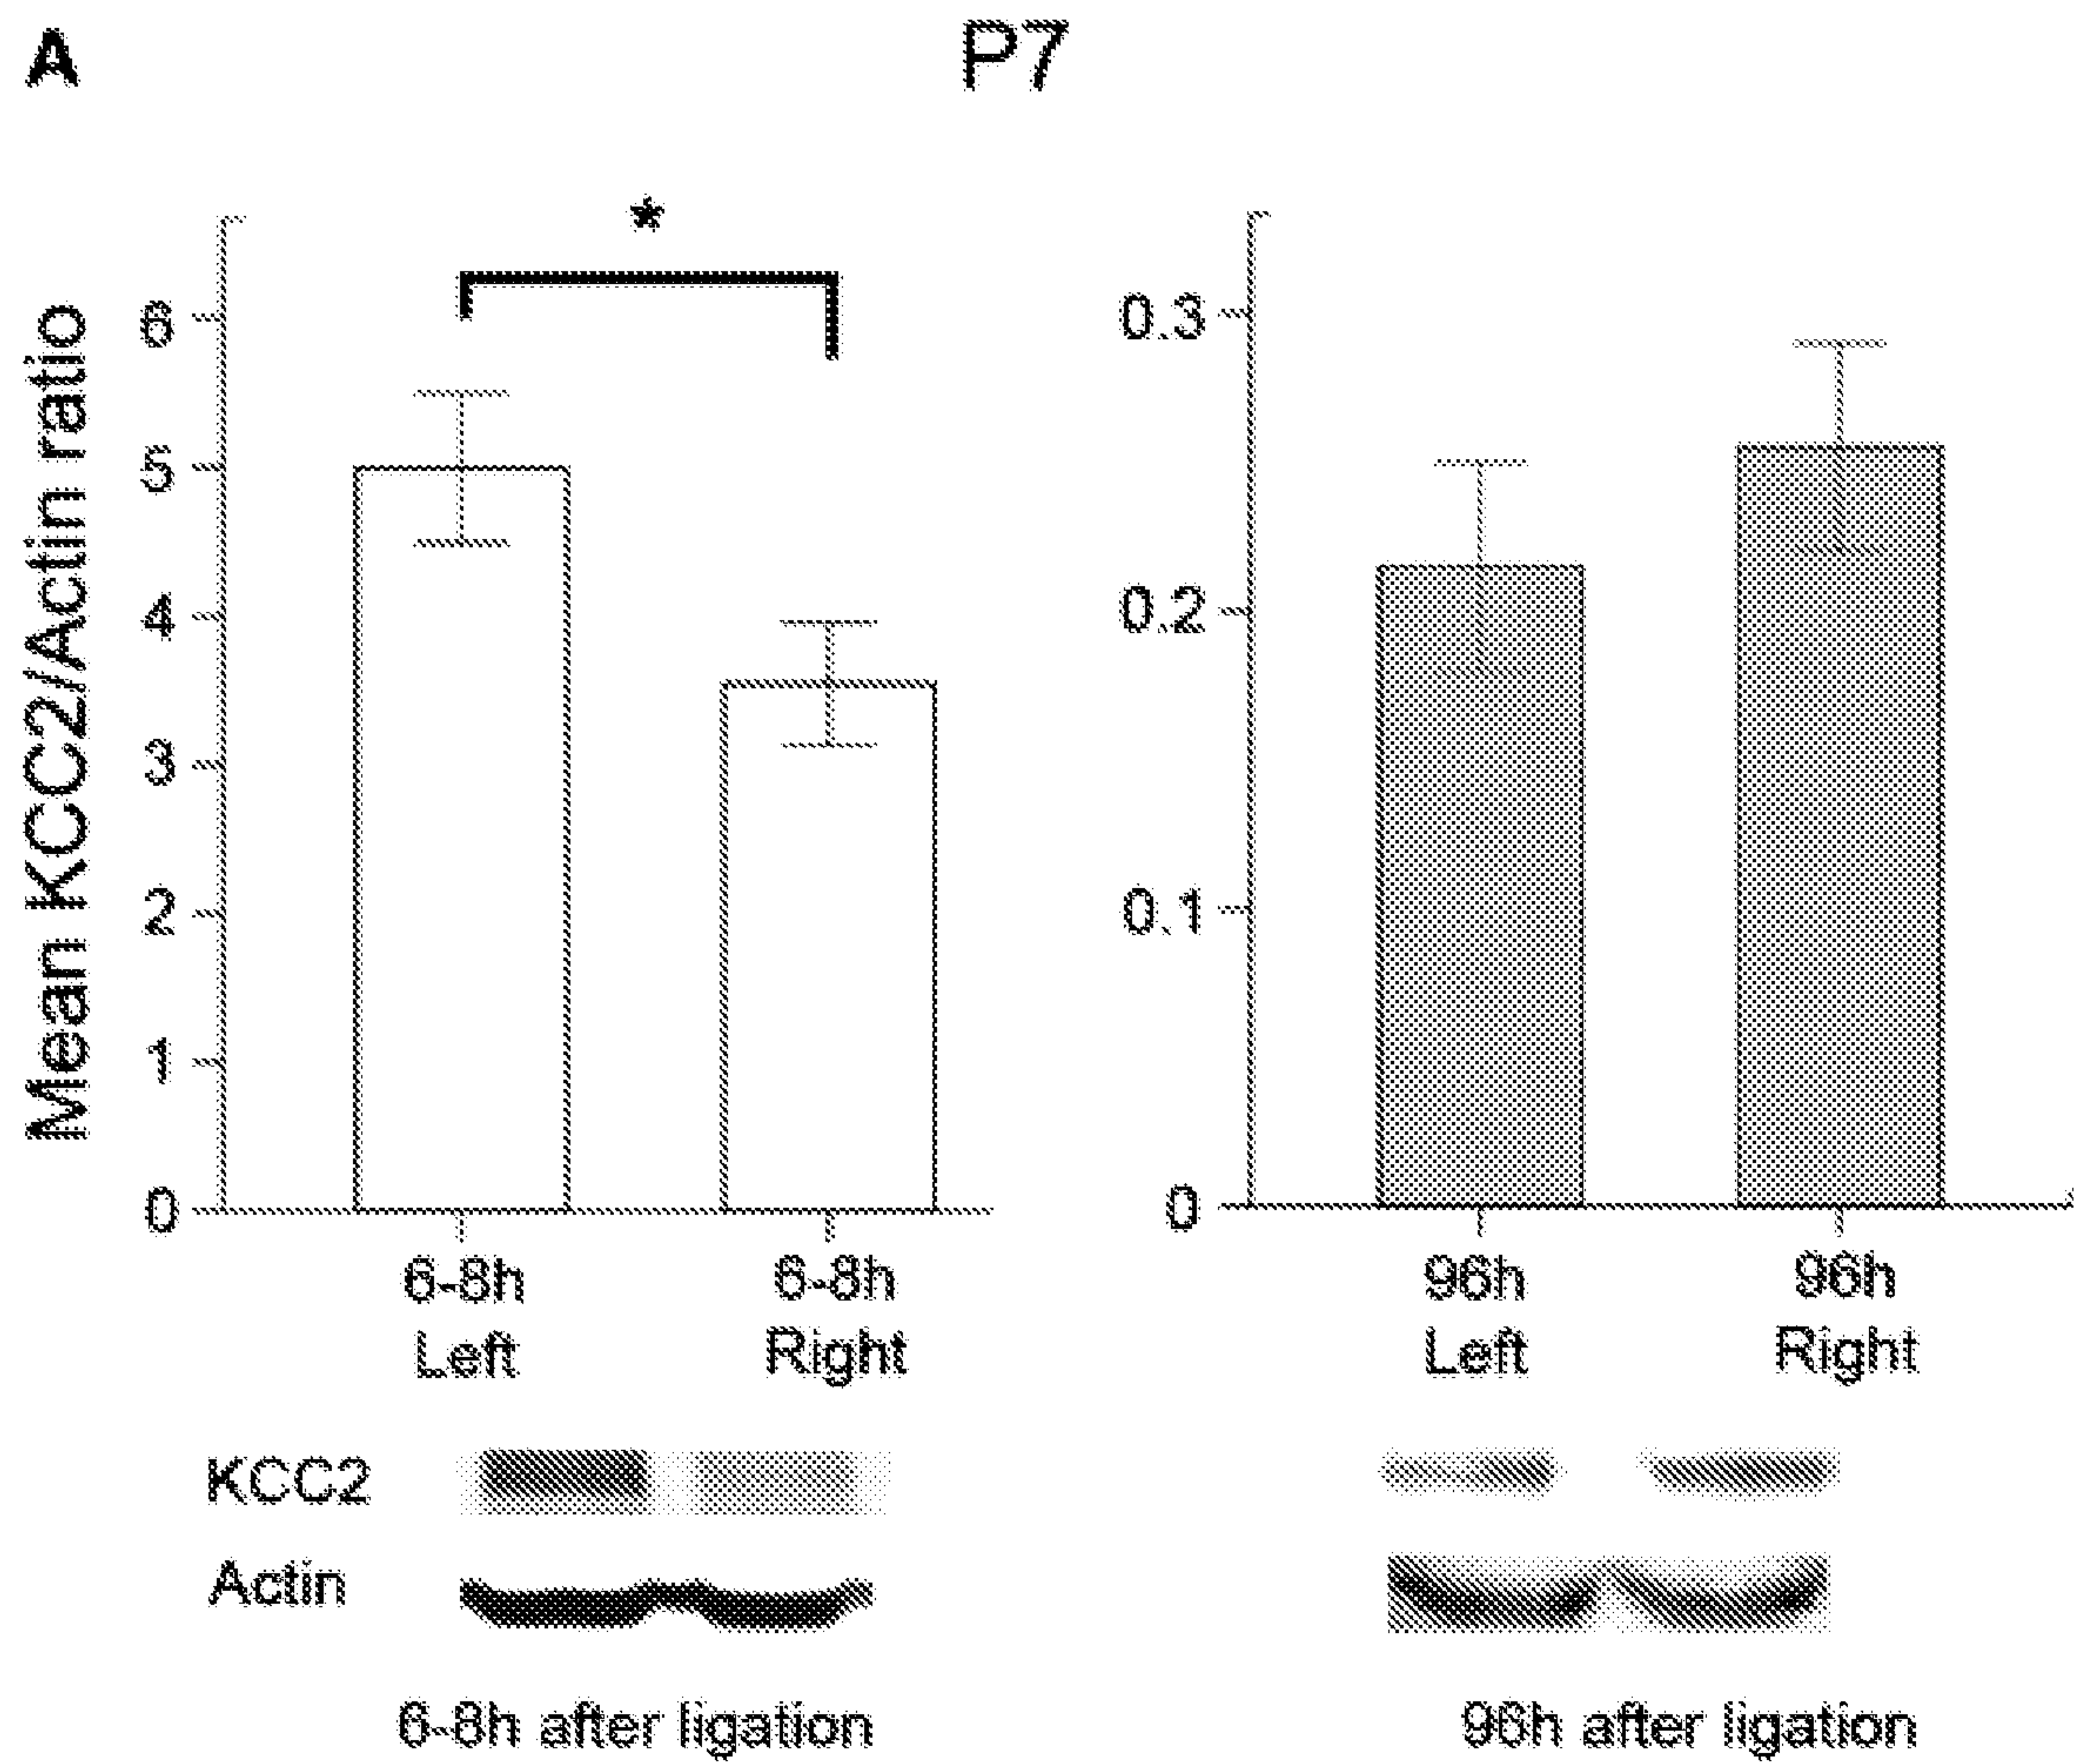 A
P7
*
Mean KCC2/Actin ratio
6
5
4
3
2
1
0
6-8h
Left
6-8h
Right
0.3
0.2
0.1
0
96h
Left
96h
Right
KCC2
Actin
6-8h after ligation
96h after ligation